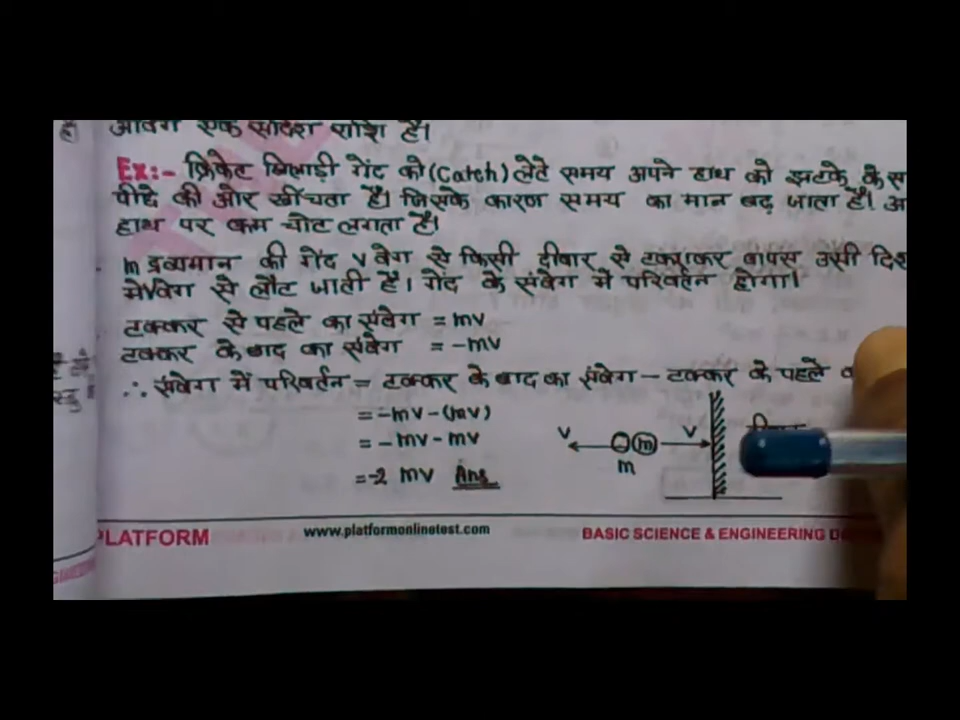 आवेग एक सदिश राशि है।
Ex:- क्रिकेट खिलाड़ी गेंद को (Catch) लेते समय अपने हाथ को झटके के
पीछे की ओर खींचता है। जिसके कारण समय का मान बढ़ जाता है।
हाथ पर कम चोट लगता है।
m द्रव्यमान की गेंद v वेग से किसी दीवार से टकराकर वापस उसी
में v वेग से लौट जाती है। गेंद के संवेग में परिवर्तन होगा।
टक्कर से पहले का संवेग = mv
टक्कर के बाद का संवेग = -mv
∴ संवेग में परिवर्तन = टक्कर के बाद का संवेग - टक्कर के पहले
= -mv - (mv)
= - mv - mv
= -2 mv Ans
v m v
m
PLATFORM www.platformonlinetest.com BASIC SCIENCE & ENGINEERING